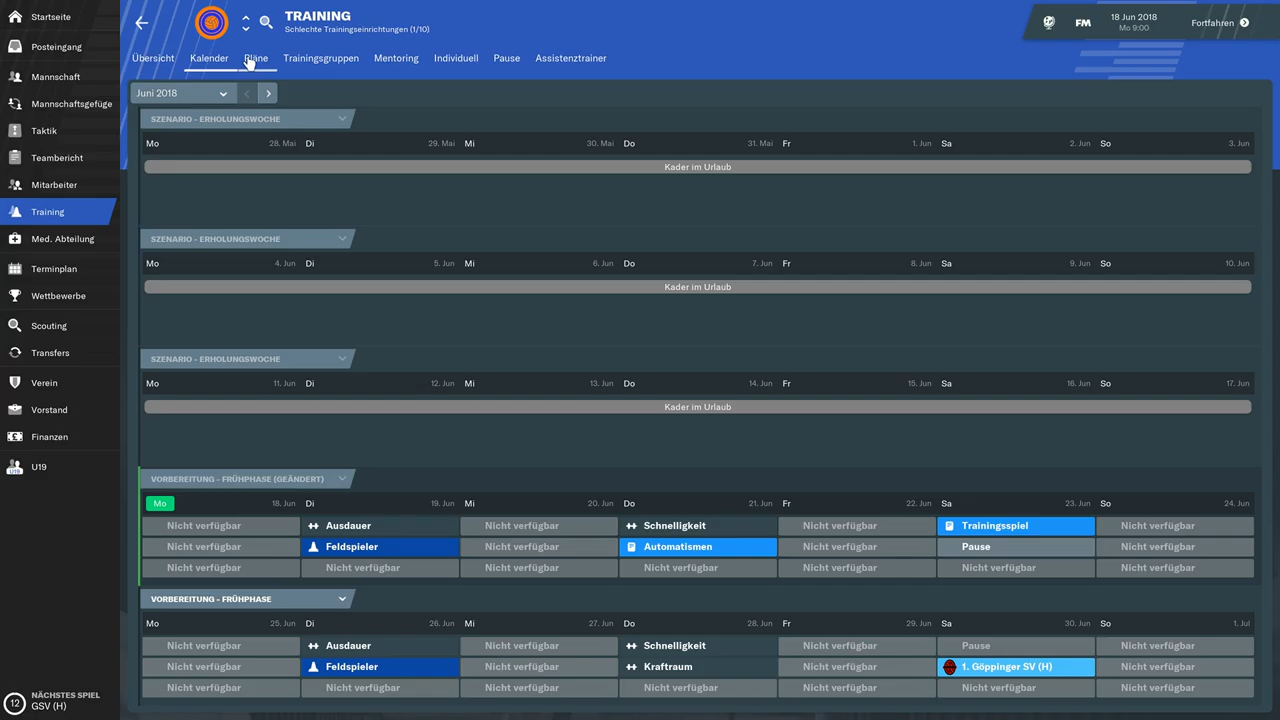 Startseite
Posteingang
Mannschaft
Mannschaftsgefüge
Taktik
Teambericht
Mitarbeiter
Training
Med. Abteilung
Terminplan
Wettbewerbe
Scouting
Transfers
Verein
Vorstand
Finanzen
U19
U19
12
NÄCHSTES SPIEL
GSV (H)
TRAINING
Schlechte Trainingseinrichtungen (1/10)
FM
18 Jun 2018
Mo 9:00
Fortfahren
Übersicht Kalender Pläne Trainingsgruppen Mentoring Individuell Pause Assistenztrainer
Juni 2018
SZENARIO - ERHOLUNGSWOCHE
Mo 28. Mai Di 29. Mai Mi 30. Mai Do 31. Mai Fr 1. Jun Sa 2. Jun So 3. Jun
Kader im Urlaub
SZENARIO - ERHOLUNGSWOCHE
Mo 4. Jun Di 5. Jun Mi 6. Jun Do 7. Jun Fr 8. Jun Sa 9. Jun So 10. Jun
Kader im Urlaub
SZENARIO - ERHOLUNGSWOCHE
Mo 11. Jun Di 12. Jun Mi 13. Jun Do 14. Jun Fr 15. Jun Sa 16. Jun So 17. Jun
Kader im Urlaub
VORBEREITUNG - FRÜHPHASE (GEÄNDERT)
Mo 18. Jun Di 19. Jun Mi 20. Jun Do 21. Jun Fr 22. Jun Sa 23. Jun So 24. Jun
Nicht verfügbar Ausdauer Nicht verfügbar Schnelligkeit Nicht verfügbar Trainingsspiel Nicht verfügbar
Nicht verfügbar Feldspieler Nicht verfügbar Automatismen Nicht verfügbar Pause Nicht verfügbar
Nicht verfügbar Nicht verfügbar Nicht verfügbar Nicht verfügbar Nicht verfügbar Nicht verfügbar Nicht verfügbar
VORBEREITUNG - FRÜHPHASE
Mo 25. Jun Di 26. Jun Mi 27. Jun Do 28. Jun Fr 29. Jun Sa 30. Jun So 1. Jul
Nicht verfügbar Ausdauer Nicht verfügbar Schnelligkeit Nicht verfügbar Pause Nicht verfügbar
Nicht verfügbar Feldspieler Nicht verfügbar Kraftraum Nicht verfügbar 1. Göppinger SV (H) Nicht verfügbar
Nicht verfügbar Nicht verfügbar Nicht verfügbar Nicht verfügbar Nicht verfügbar Nicht verfügbar Nicht verfügbar